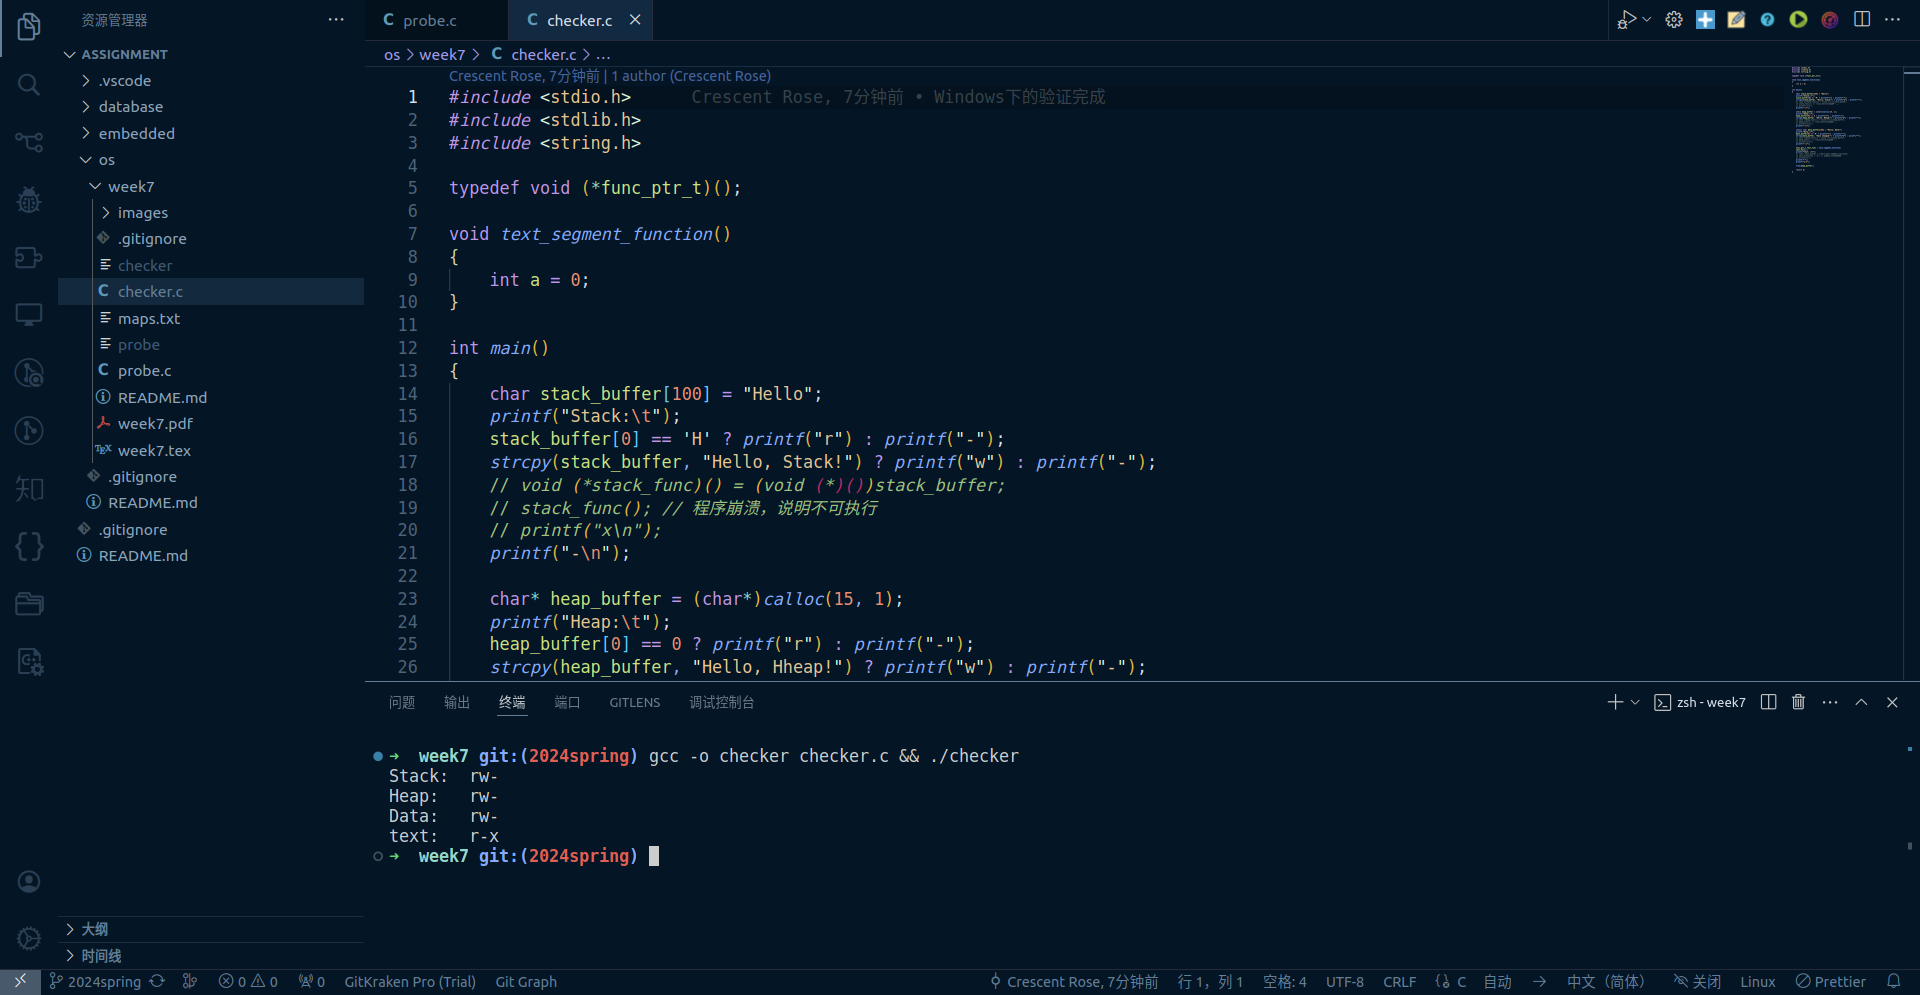 资源管理器
ASSIGNMENT
.vscode
database
embedded
os
week7
images
.gitignore
checker
checker.c
maps.txt
probe
probe.c
README.md
week7.pdf
week7.tex
.gitignore
README.md
.gitignore
README.md
大纲
时间线
probe.c
checker.c
os > week7 > C checker.c > ...
Crescent Rose, 7分钟前 | 1 author (Crescent Rose)
1 #include <stdio.h> Crescent Rose, 7分钟前 • Windows下的验证完成
2 #include <stdlib.h>
3 #include <string.h>
4
5 typedef void (*func_ptr_t)();
6
7 void text_segment_function()
8 {
9 int a = 0;
10 }
11
12 int main()
13 {
14 char stack_buffer[100] = "Hello";
15 printf("Stack:\t");
16 stack_buffer[0] == 'H' ? printf("r") : printf("-");
17 strcpy(stack_buffer, "Hello, Stack!") ? printf("w") : printf("-");
18 // void (*stack_func)() = (void (*)())stack_buffer;
19 // stack_func(); // 程序崩溃，说明不可执行
20 // printf("x\n");
21 printf("-\n");
22
23 char* heap_buffer = (char*)calloc(15, 1);
24 printf("Heap:\t");
25 heap_buffer[0] == 0 ? printf("r") : printf("-");
26 strcpy(heap_buffer, "Hello, Hheap!") ? printf("w") : printf("-");
问题 输出 终端 端口 GITLENS 调试控制台
zsh - week7
➜ week7 git:(2024spring) gcc -o checker checker.c && ./checker
Stack: rw-
Heap: rw-
Data: rw-
text: r-x
➜ week7 git:(2024spring)
2024spring 0 0 0 GitKraken Pro (Trial) Git Graph Crescent Rose, 7分钟前 行 1，列 1 空格: 4 UTF-8 CRLF C 自动 中文（简体） 关闭 Linux Prettier